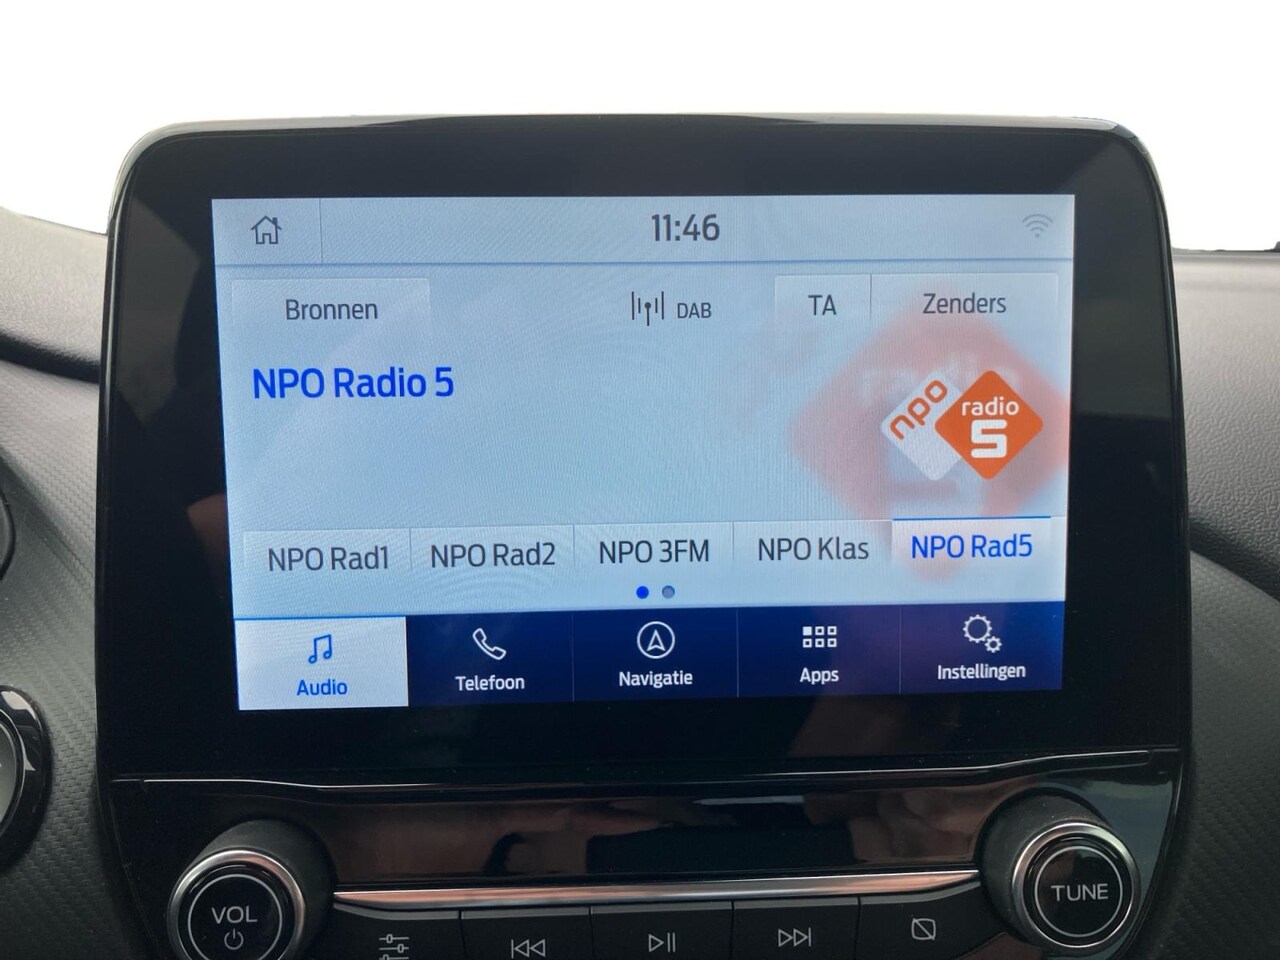 11:46
Bronnen
DAB
TA
Zenders
NPO Radio 5
npo
radio
5
NPO Rad1
NPO Rad2
NPO 3FM
NPO Klas
NPO Rad5
Audio
Telefoon
Navigatie
Apps
Instellingen
VOL
TUNE